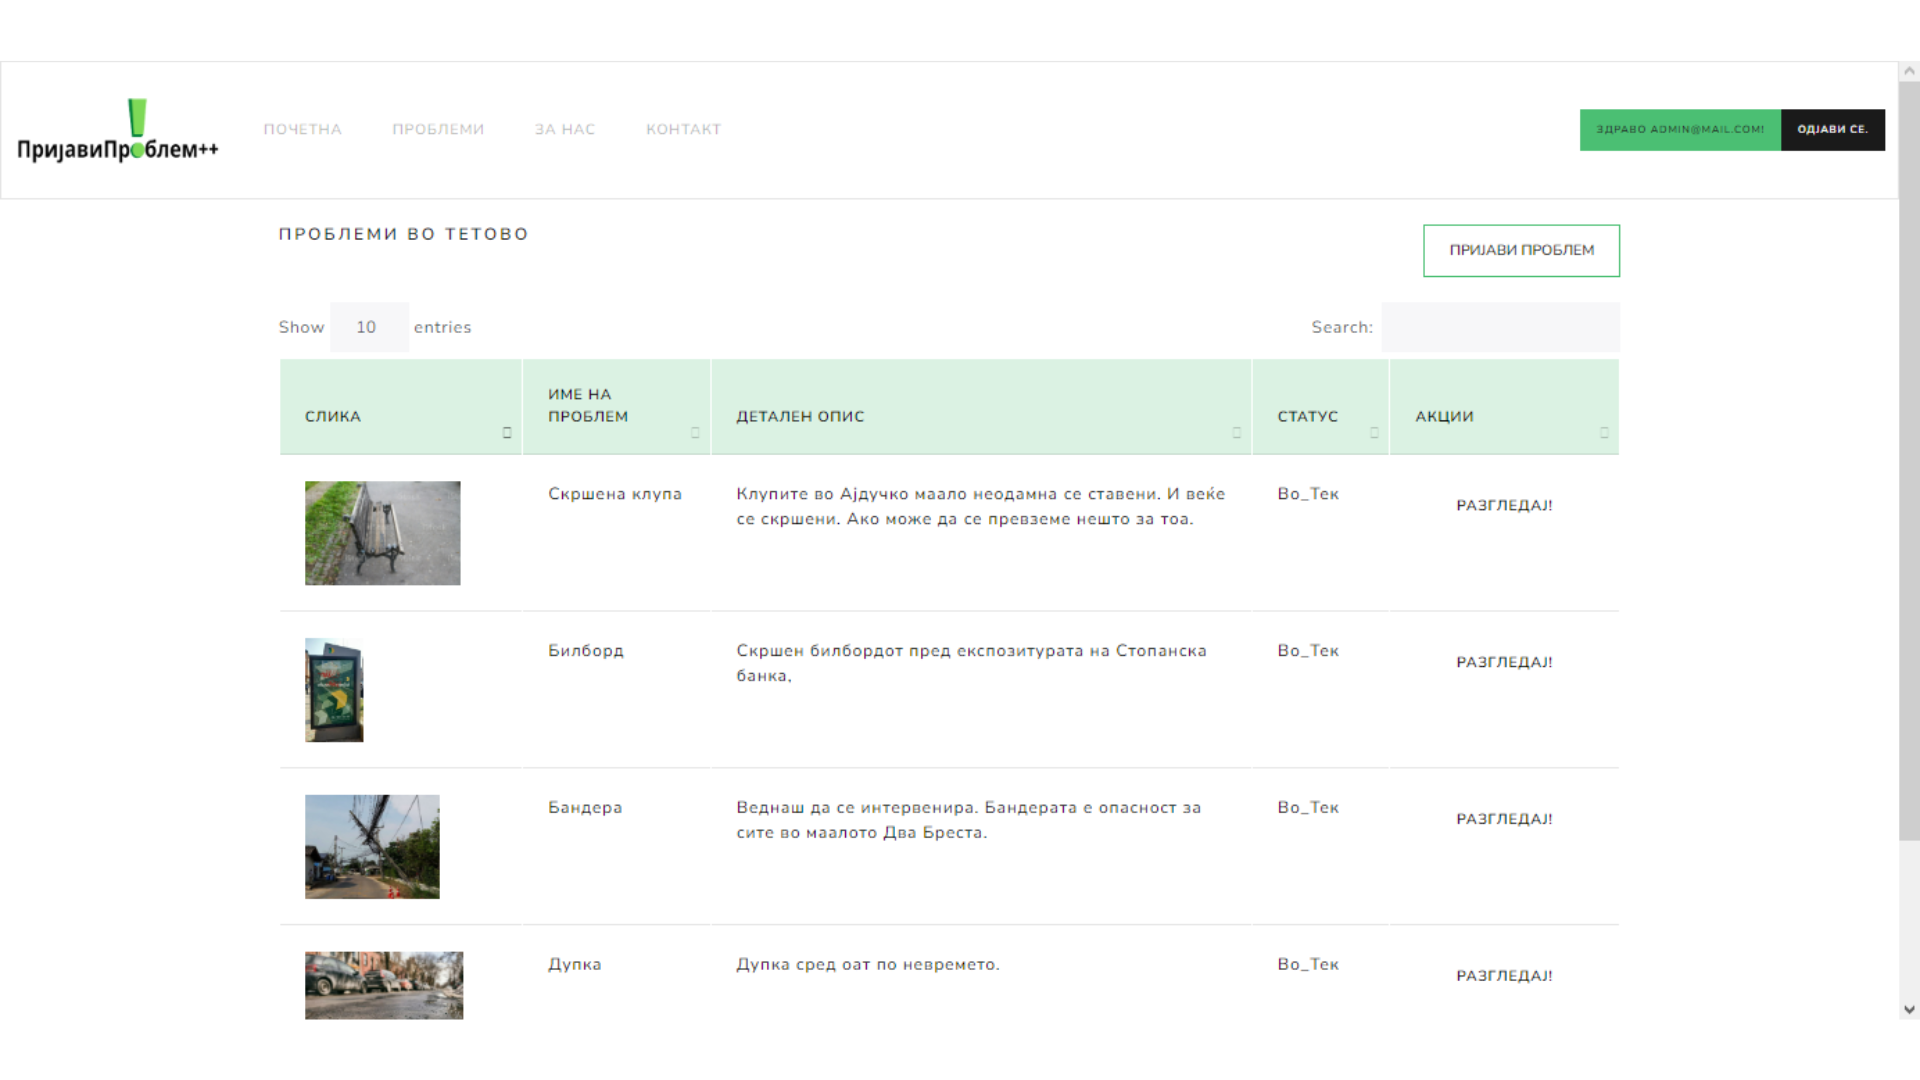 ПријавиПроблем++
ПОЧЕТНА
ПРОБЛЕМИ
ЗА НАС
КОНТАКТ
ЗДРАВО ADMIN@MAIL.COM!
ОДЈАВИ СЕ.
ПРОБЛЕМИ ВО ТЕТОВО
ПРИЈАВИ ПРОБЛЕМ
Show 10 entries
Search:
СЛИКА
ИМЕ НА
ПРОБЛЕМ
ДЕТАЛЕН ОПИС
СТАТУС
АКЦИИ
Скршена клупа
Клупите во Ајдучко маало неодамна се ставени. И веќе
се скршени. Ако може да се превземе нешто за тоа.
Во_Тек
РАЗГЛЕДАЈ!
Билборд
Скршен билбордот пред експозитурата на Стопанска
банка,
Во_Тек
РАЗГЛЕДАЈ!
Бандера
Веднаш да се интервенира. Бандерата е опасност за
сите во маалото Два Бреста.
Во_Тек
РАЗГЛЕДАЈ!
Дупка
Дупка сред оат по невремето.
Во_Тек
РАЗГЛЕДАЈ!